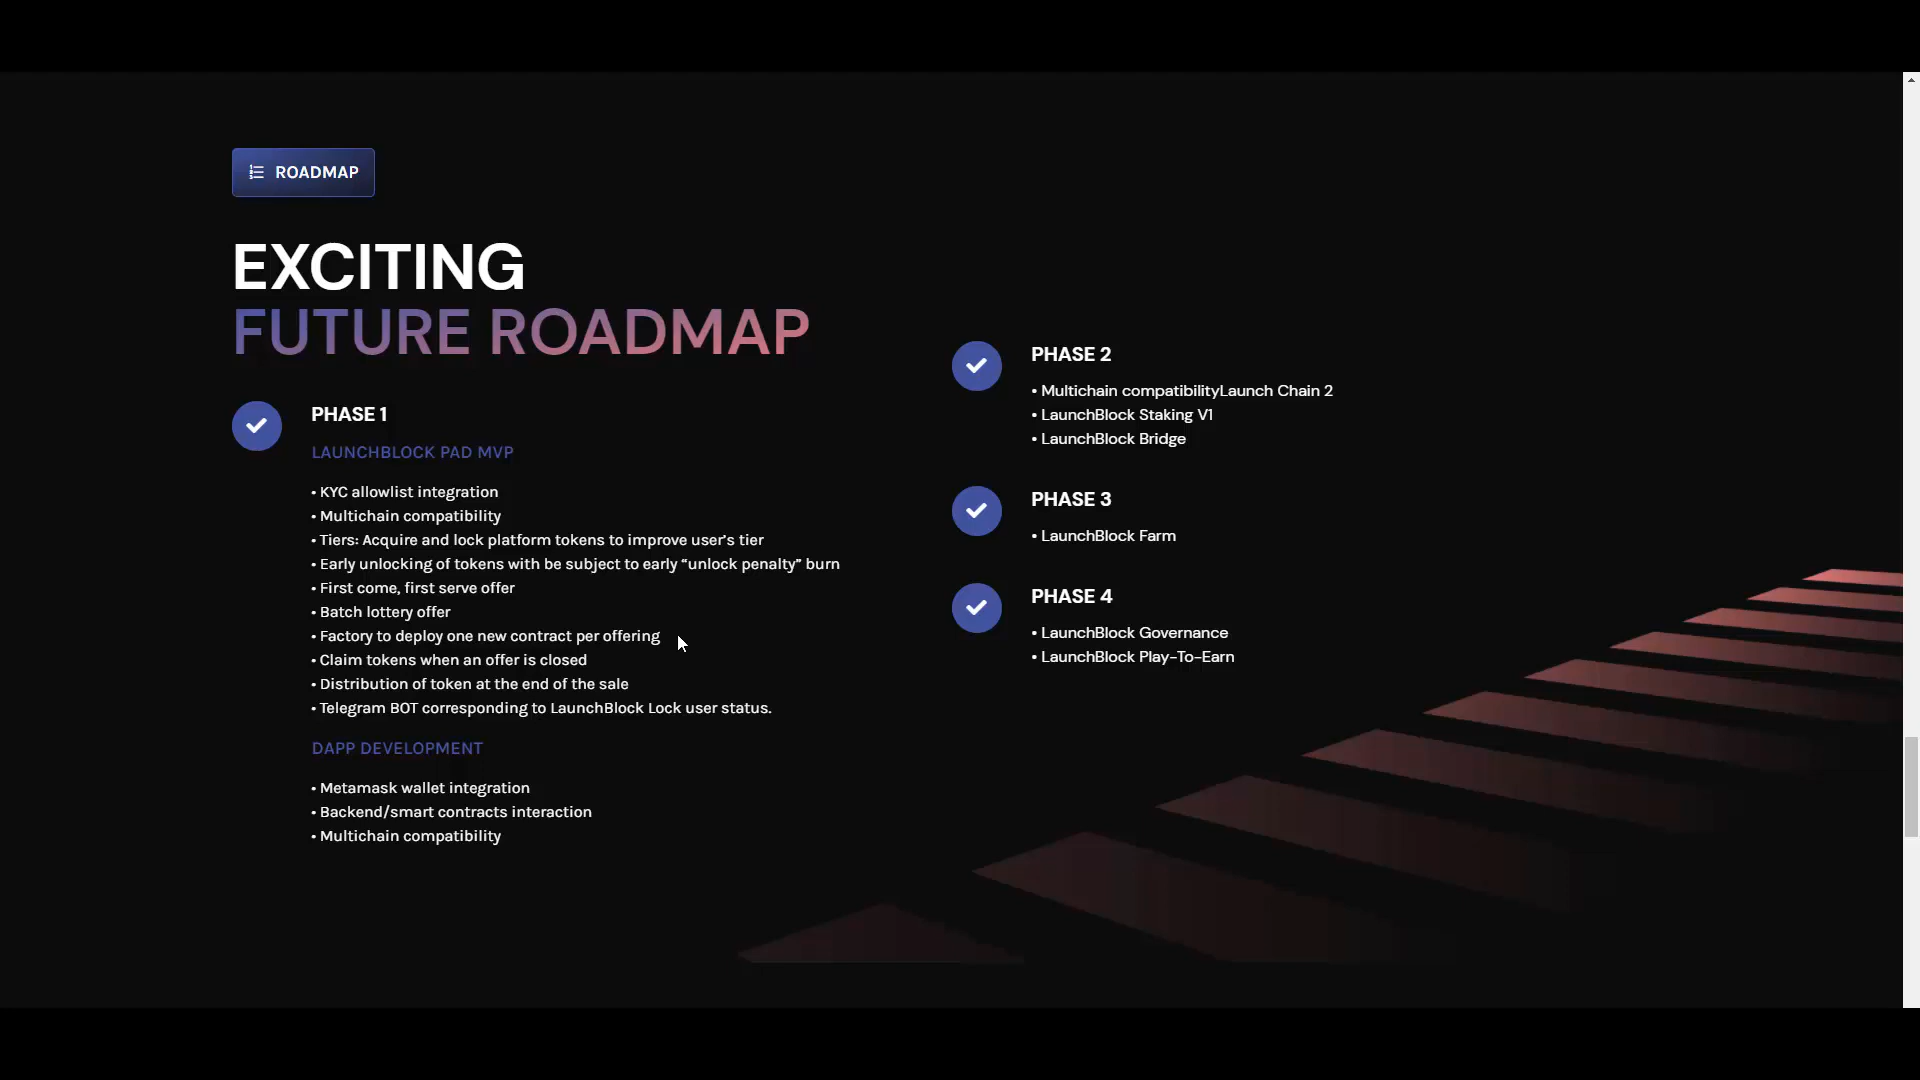 ROADMAP
EXCITING
FUTURE ROADMAP
PHASE 1
LAUNCHBLOCK PAD MVP
• KYC allowlist integration
• Multichain compatibility
• Tiers: Acquire and lock platform tokens to improve user’s tier
• Early unlocking of tokens with be subject to early “unlock penalty” burn
• First come, first serve offer
• Batch lottery offer
• Factory to deploy one new contract per offering
• Claim tokens when an offer is closed
• Distribution of token at the end of the sale
• Telegram BOT corresponding to LaunchBlock Lock user status.
DAPP DEVELOPMENT
• Metamask wallet integration
• Backend/smart contracts interaction
• Multichain compatibility
PHASE 2
• Multichain compatibilityLaunch Chain 2
• LaunchBlock Staking V1
• LaunchBlock Bridge
PHASE 3
• LaunchBlock Farm
PHASE 4
• LaunchBlock Governance
• LaunchBlock Play-To-Earn